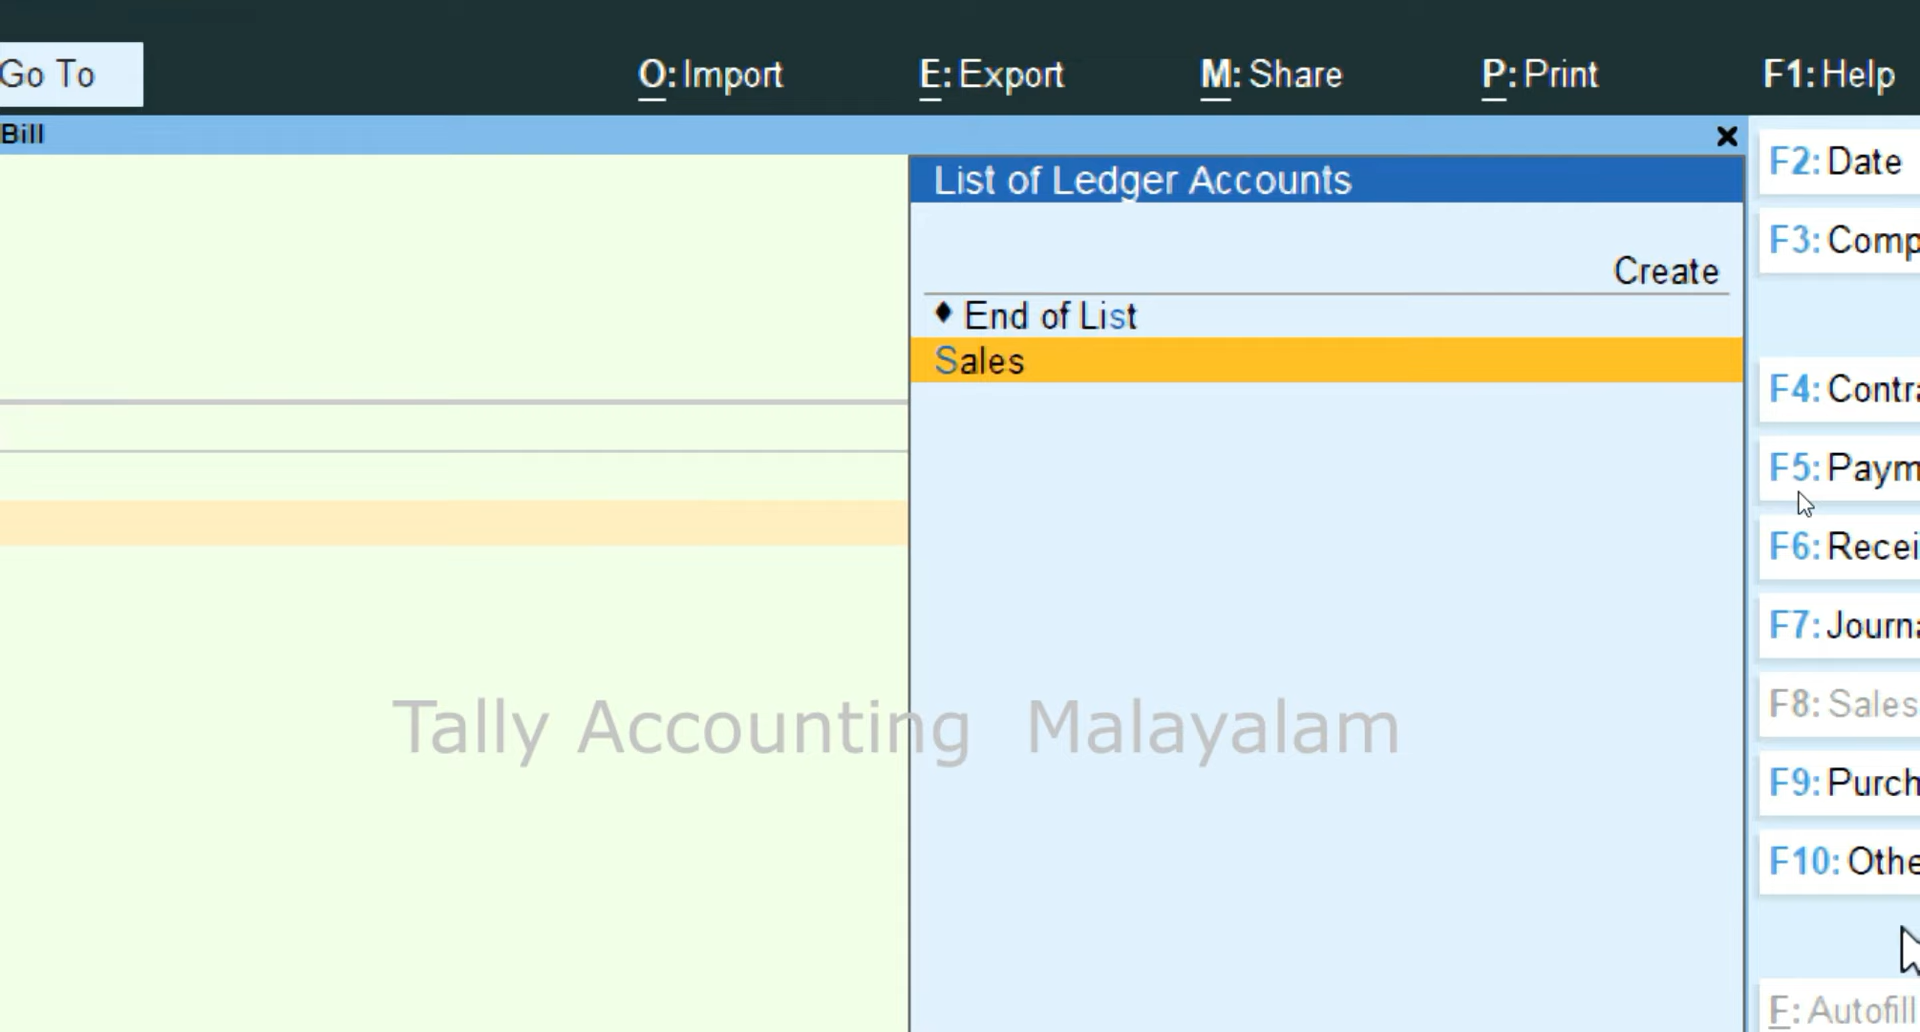 Go To
O: Import
E: Export
M: Share
P: Print
F1: Help
Bill
List of Ledger Accounts
Create
♦ End of List
Sales
F2: Date
F3: Comp
F4: Contra
F5: Paym
F6: Recei
F7: Journa
F8: Sales
F9: Purch
F10: Othe
F: Autofill
Tally Accounting Malayalam